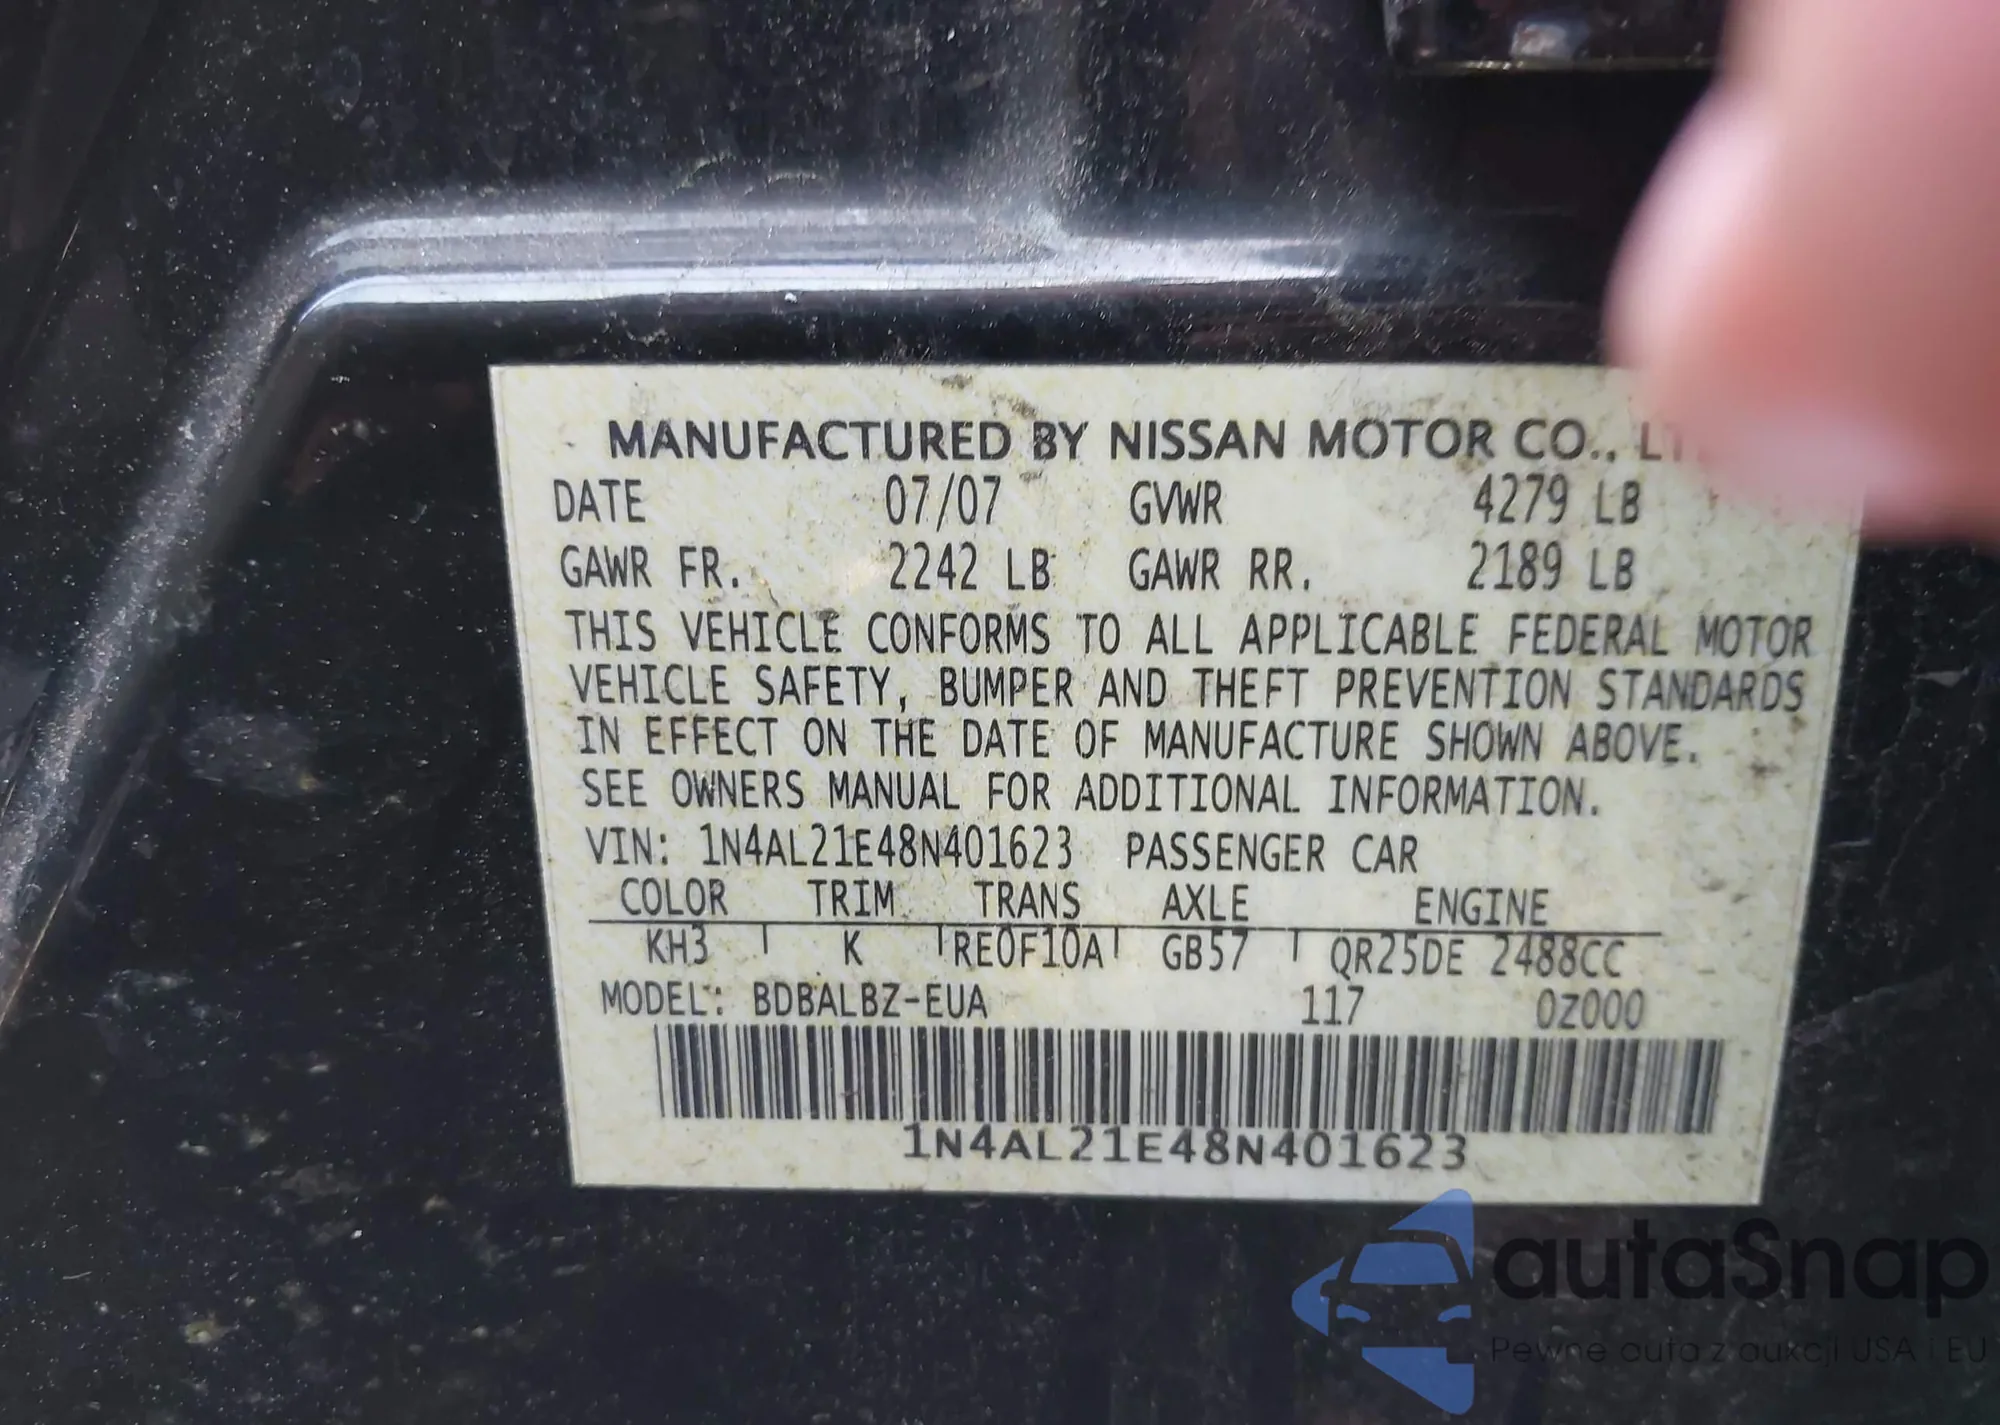 MANUFACTURED BY NISSAN MOTOR CO.,
DATE 07/07 GVWR 4279 LB
GAWR FR. 2242 LB GAWR RR. 2189 LB
THIS VEHICLE CONFORMS TO ALL APPLICABLE FEDERAL MOTOR
VEHICLE SAFETY, BUMPER AND THEFT PREVENTION STANDARDS
IN EFFECT ON THE DATE OF MANUFACTURE SHOWN ABOVE.
SEE OWNERS MANUAL FOR ADDITIONAL INFORMATION.
VIN: 1N4AL21E48N401623 PASSENGER CAR
COLOR TRIM TRANS AXLE ENGINE
KH3 K RE0F10A GB57 QR25DE 2488CC
MODEL: BDBALBZ-EUA 117 0Z000
1N4AL21E48N401623
autaSnap
Pewne auta z aukcji USA i EU